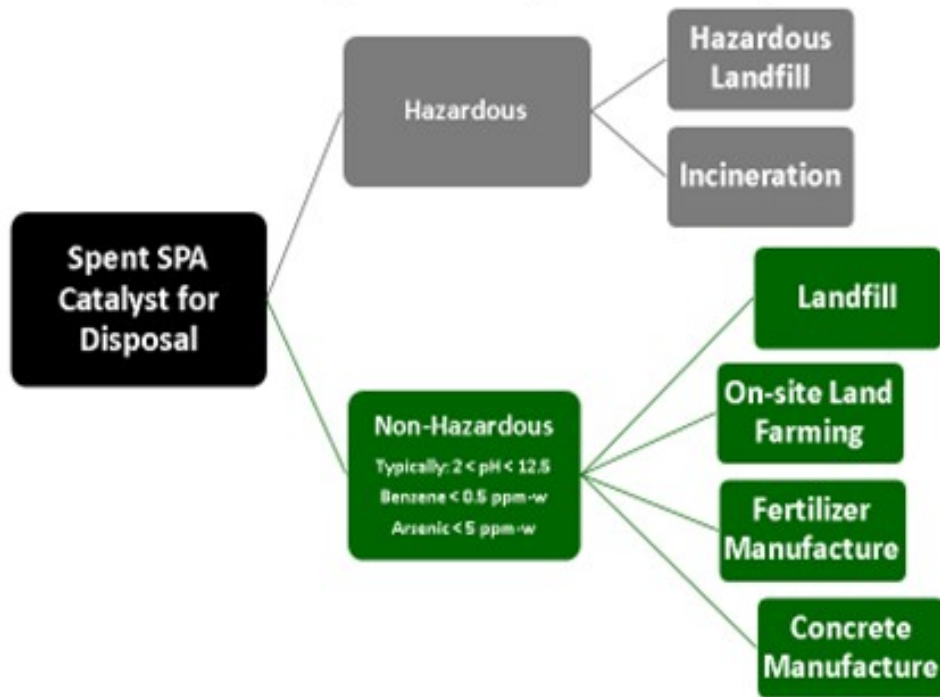 Spent SPA
Catalyst for
Disposal
Hazardous
Hazardous
Landfill
Incineration
Non-Hazardous
Typically: 2 < pH < 12.5
Benzene < 0.5 ppm-w
Arsenic < 5 ppm-w
Landfill
On-site Land
Farming
Fertilizer
Manufacture
Concrete
Manufacture